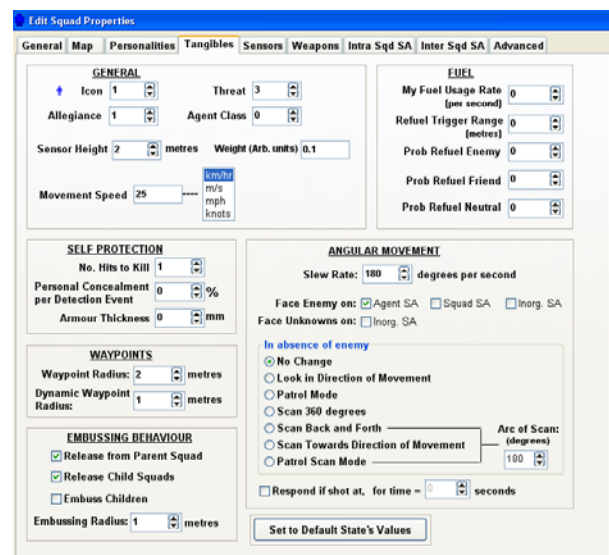 Edit Squad Properties
General Map Personalities Tangibles Sensors Weapons Intra Sqd SA Inter Sqd SA Advanced
GENERAL
Icon 1 Threat 3
Allegiance 1 Agent Class 0
Sensor Height 2 metres Weight (Arb. units) 0.1
Movement Speed 25 ---- km/hr
m/s
mph
knots
FUEL
My Fuel Usage Rate 0
(per second)
Refuel Trigger Range 0
(metres)
Prob Refuel Enemy 0
Prob Refuel Friend 0
Prob Refuel Neutral 0
SELF PROTECTION
No. Hits to Kill 1
Personal Concealment
per Detection Event 0 %
Armour Thickness 0 mm
WAYPOINTS
Waypoint Radius: 2 metres
Dynamic Waypoint
Radius: 1 metres
EMBUSSING BEHAVIOUR
Release from Parent Squad
Release Child Squads
Embuss Children
Embussing Radius: 1 metres
ANGULAR MOVEMENT
Slew Rate: 180 degrees per second
Face Enemy on: Agent SA Squad SA Inorg. SA
Face Unknowns on: Inorg. SA
In absence of enemy
No Change
Look in Direction of Movement
Patrol Mode
Scan 360 degrees
Scan Back and Forth
Scan Towards Direction of Movement
Patrol Scan Mode
Arc of Scan:
(degrees)
180
Respond if shot at, for time = 0 seconds
Set to Default State's Values